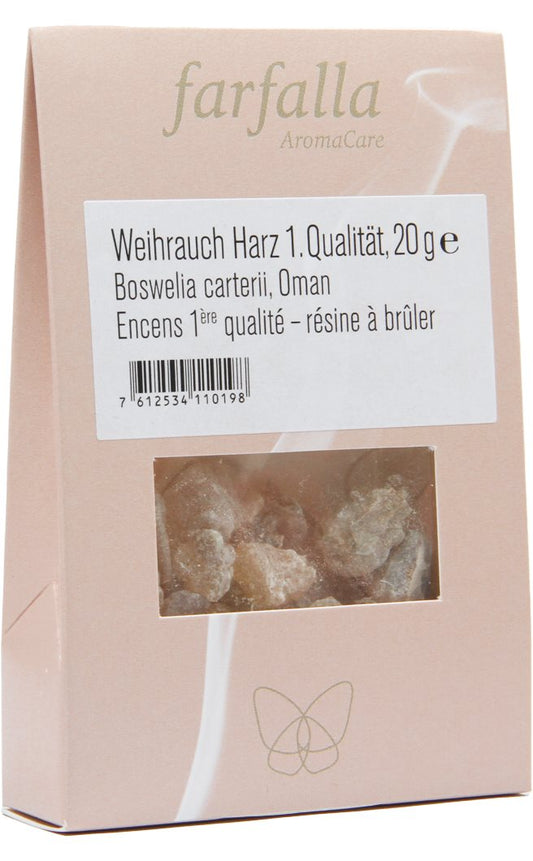 farfalla
AromaCare
Weihrauch Harz 1.Qualität, 20 g e
Boswelia carterii, Oman
Encens 1ère qualité – résine à brûler
7 612534 110198